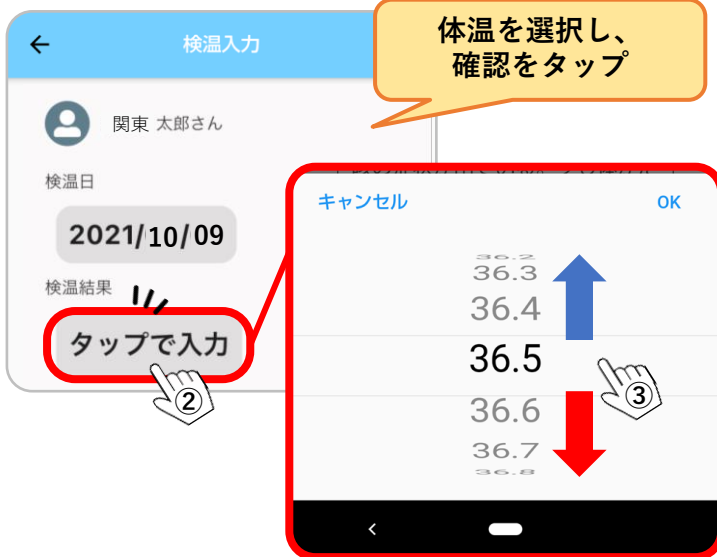 検温入力
体温を選択し、
確認をタップ
関東 太郎さん
検温日
2021/10/09
検温結果
タップで入力
②
キャンセル
OK
36.2
36.3
36.4
36.5
③
36.6
36.7
36.8